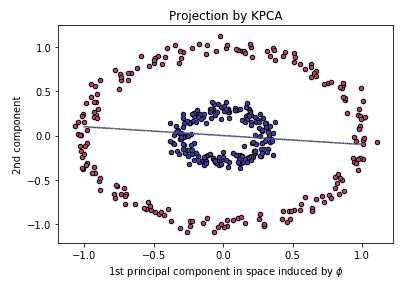 Projection by KPCA
2nd component
1.0
0.5
0.0
−0.5
−1.0
−1.0 −0.5 0.0 0.5 1.0
1st principal component in space induced by ϕ